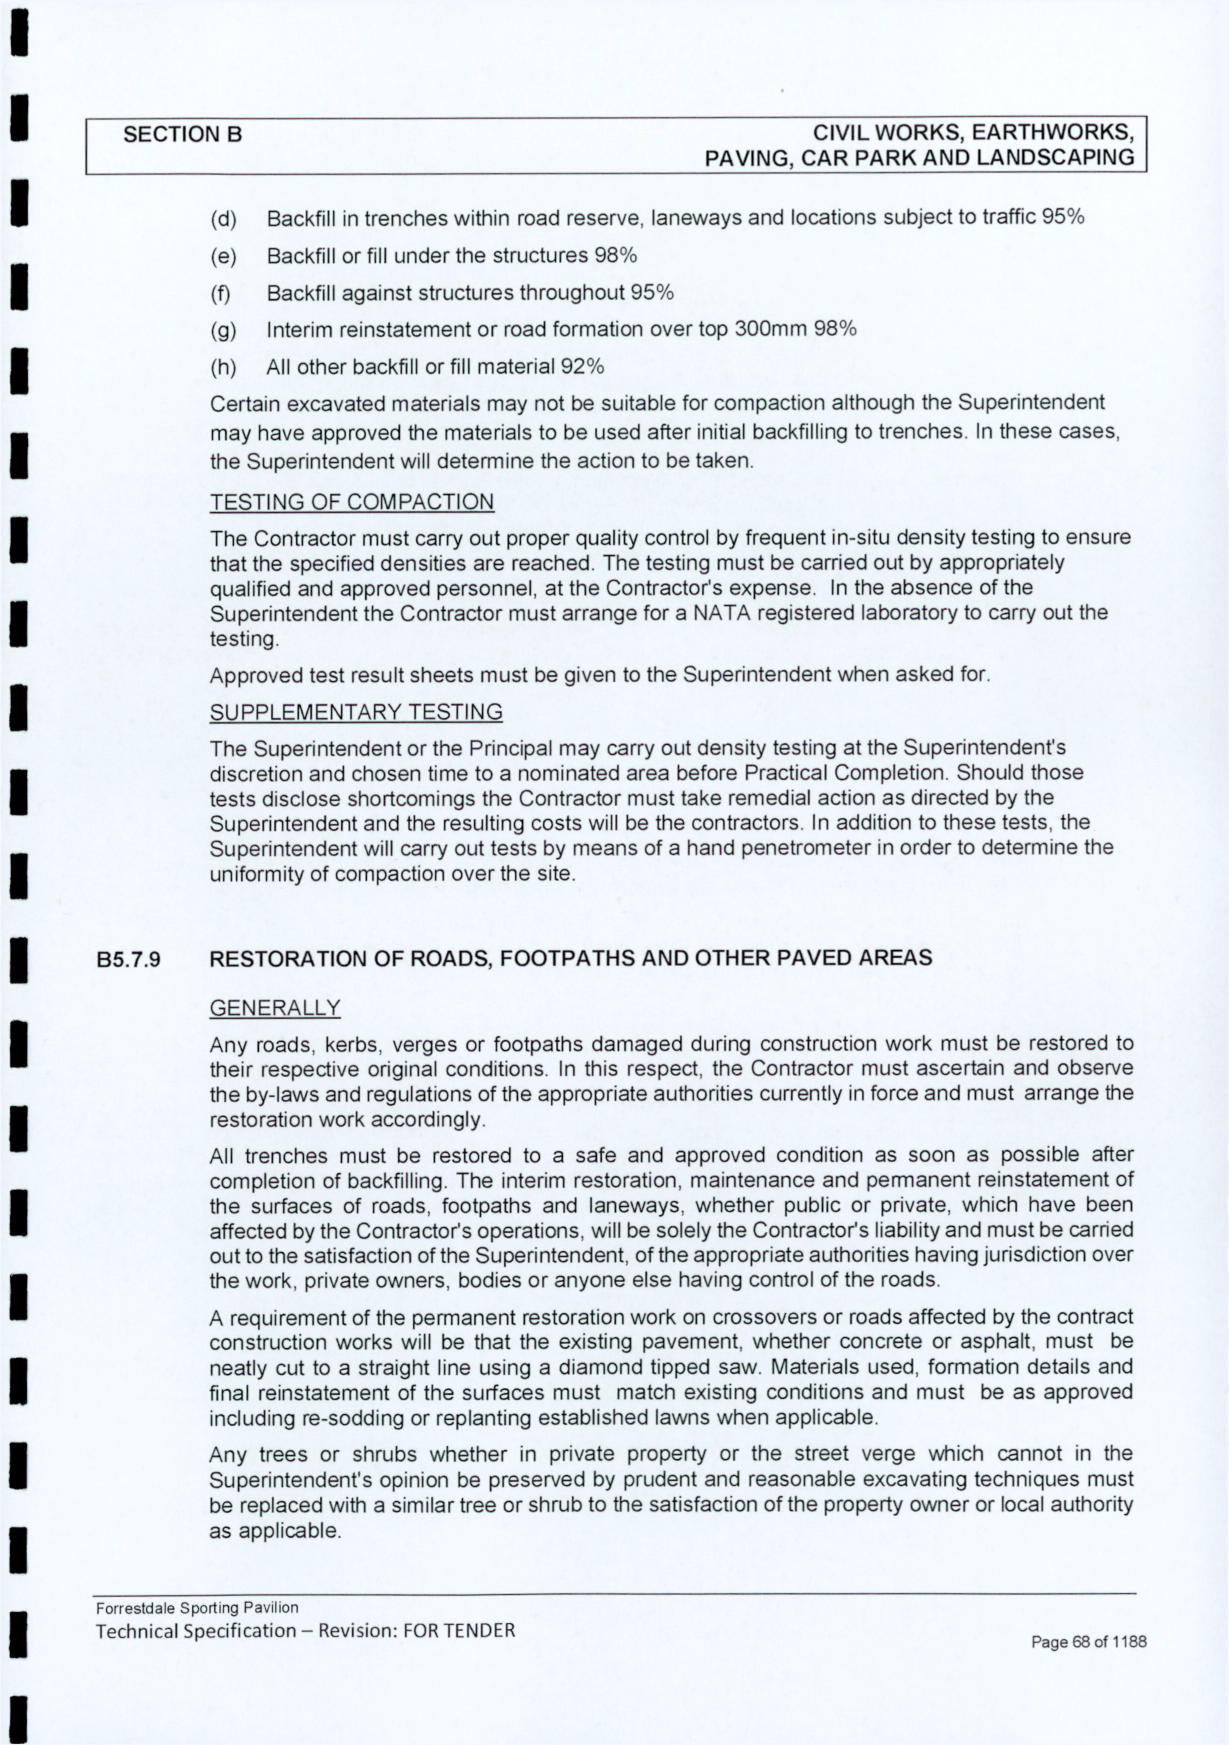 SECTION B
CIVIL WORKS, EARTHWORKS,
PAVING, CAR PARK AND LANDSCAPING
(d) Backfill in trenches within road reserve, laneways and locations subject to traffic 95%
(e) Backfill or fill under the structures 98%
(f) Backfill against structures throughout 95%
(g) Interim reinstatement or road formation over top 300mm 98%
(h) All other backfill or fill material 92%
Certain excavated materials may not be suitable for compaction although the Superintendent
may have approved the materials to be used after initial backfilling to trenches. In these cases,
the Superintendent will determine the action to be taken.
TESTING OF COMPACTION
The Contractor must carry out proper quality control by frequent in-situ density testing to ensure
that the specified densities are reached. The testing must be carried out by appropriately
qualified and approved personnel, at the Contractor's expense. In the absence of the
Superintendent the Contractor must arrange for a NATA registered laboratory to carry out the
testing.
Approved test result sheets must be given to the Superintendent when asked for.
SUPPLEMENTARY TESTING
The Superintendent or the Principal may carry out density testing at the Superintendent's
discretion and chosen time to a nominated area before Practical Completion. Should those
tests disclose shortcomings the Contractor must take remedial action as directed by the
Superintendent and the resulting costs will be the contractors. In addition to these tests, the
Superintendent will carry out tests by means of a hand penetrometer in order to determine the
uniformity of compaction over the site.
B5.7.9 RESTORATION OF ROADS, FOOTPATHS AND OTHER PAVED AREAS
GENERALLY
Any roads, kerbs, verges or footpaths damaged during construction work must be restored to
their respective original conditions. In this respect, the Contractor must ascertain and observe
the by-laws and regulations of the appropriate authorities currently in force and must arrange the
restoration work accordingly.
All trenches must be restored to a safe and approved condition as soon as possible after
completion of backfilling. The interim restoration, maintenance and permanent reinstatement of
the surfaces of roads, footpaths and laneways, whether public or private, which have been
affected by the Contractor's operations, will be solely the Contractor's liability and must be carried
out to the satisfaction of the Superintendent, of the appropriate authorities having jurisdiction over
the work, private owners, bodies or anyone else having control of the roads.
A requirement of the permanent restoration work on crossovers or roads affected by the contract
construction works will be that the existing pavement, whether concrete or asphalt, must be
neatly cut to a straight line using a diamond tipped saw. Materials used, formation details and
final reinstatement of the surfaces must match existing conditions and must be as approved
including re-sodding or replanting established lawns when applicable.
Any trees or shrubs whether in private property or the street verge which cannot in the
Superintendent's opinion be preserved by prudent and reasonable excavating techniques must
be replaced with a similar tree or shrub to the satisfaction of the property owner or local authority
as applicable.
Forrestdale Sporting Pavilion
Technical Specification – Revision: FOR TENDER
Page 68 of 1188